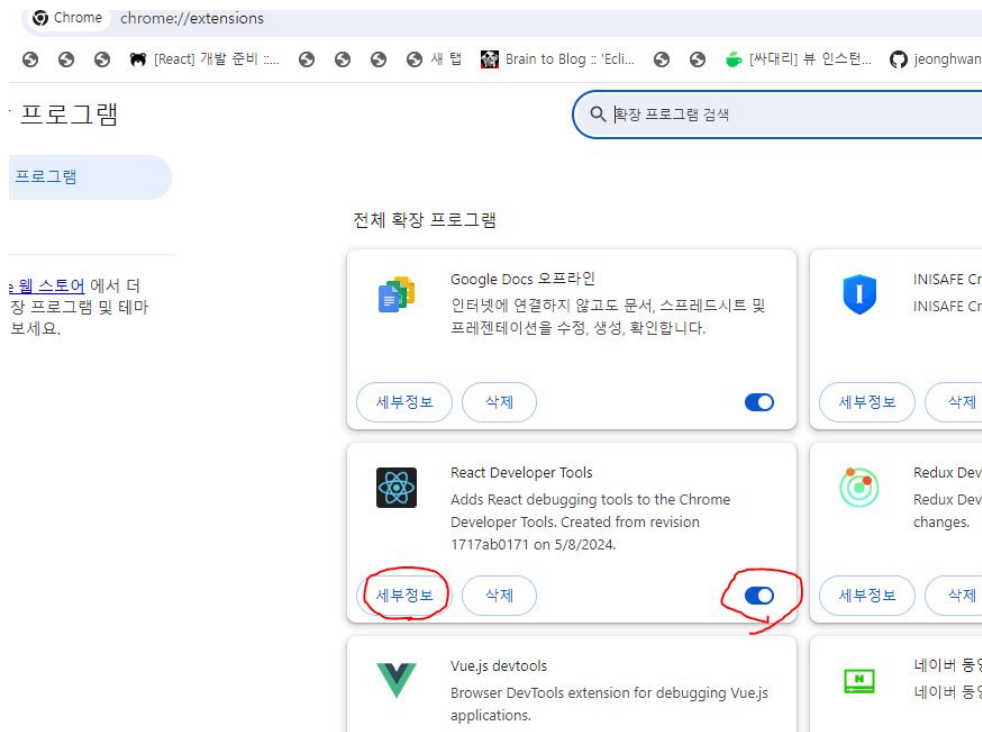 Chrome chrome://extensions
[React] 개발 준비 ::... 새 탭 Brain to Blog :: 'Ecli... [싸대리] 뷰 인스턴... jeonghwan
프로그램
확장 프로그램 검색
프로그램
전체 확장 프로그램
웹 스토어 에서 더
장 프로그램 및 테마
보세요.
Google Docs 오프라인
인터넷에 연결하지 않고도 문서, 스프레드시트 및
프레젠테이션을 수정, 생성, 확인합니다.
세부정보 삭제
INISAFE Cr
INISAFE Cr
세부정보 삭제
React Developer Tools
Adds React debugging tools to the Chrome
Developer Tools. Created from revision
1717ab0171 on 5/8/2024.
세부정보 삭제
Redux Dev
Redux Dev
changes.
세부정보 삭제
Vue.js devtools
Browser DevTools extension for debugging Vue.js
applications.
네이버 동영
네이버 동영